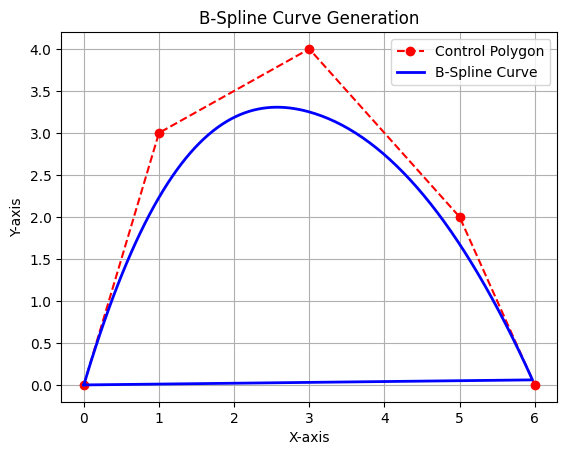 B-Spline Curve Generation
Control Polygon
B-Spline Curve
4.0
3.5
3.0
2.5
2.0
1.5
1.0
0.5
0.0
Y-axis
0 1 2 3 4 5 6
X-axis